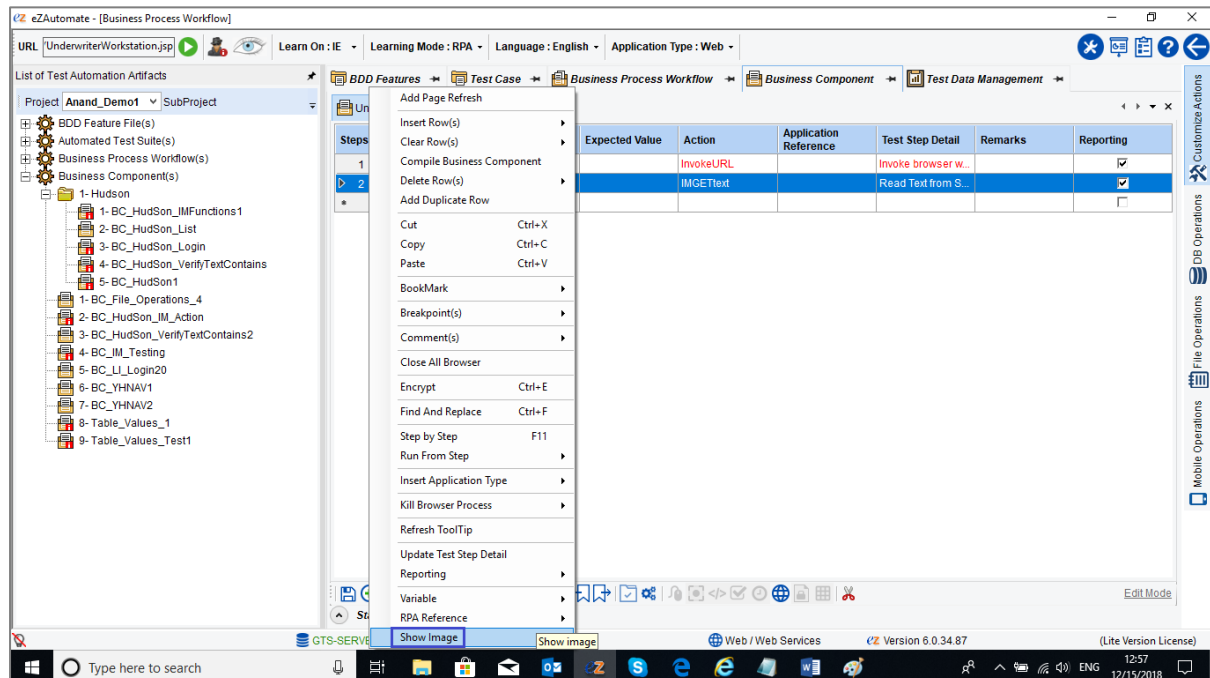 eZ eZAutomate - [Business Process Workflow]
URL 'UnderwriterWorkstation.jsp Learn On : IE Learning Mode : RPA Language : English Application Type : Web
List of Test Automation Artifacts
BDD Features Test Case Business Process Workflow Business Component Test Data Management
Project Anand_Demo1 SubProject
BDD Feature File(s)
Automated Test Suite(s)
Business Process Workflow(s)
Business Component(s)
1- Hudson
1- BC_HudSon_IMFunctions1
2- BC_HudSon_List
3- BC_HudSon_Login
4- BC_HudSon_VerifyTextContains
5- BC_HudSon1
1- BC_File_Operations_4
2- BC_HudSon_IM_Action
3- BC_HudSon_VerifyTextContains2
4- BC_IM_Testing
5- BC_LI_Login20
6- BC_YHNAV1
7- BC_YHNAV2
8- Table_Values_1
9- Table_Values_Test1
Un
Steps Expected Value Action Application Reference Test Step Detail Remarks Reporting
1 InvokeURL Invoke browser w...
2 IMGETtext Read Text from S...
*
Add Page Refresh
Insert Row(s)
Clear Row(s)
Compile Business Component
Delete Row(s)
Add Duplicate Row
Cut Ctrl+X
Copy Ctrl+C
Paste Ctrl+V
BookMark
Breakpoint(s)
Comment(s)
Close All Browser
Encrypt Ctrl+E
Find And Replace Ctrl+F
Step by Step F11
Run From Step
Insert Application Type
Kill Browser Process
Refresh ToolTip
Update Test Step Detail
Reporting
Variable
RPA Reference
Show Image
Show image
Customize Actions
DB Operations
File Operations
Mobile Operations
Edit Mode
St
GTS-SERVE Web / Web Services eZ Version 6.0.34.87 (Lite Version License)
Type here to search ENG 12:57
12/15/2018